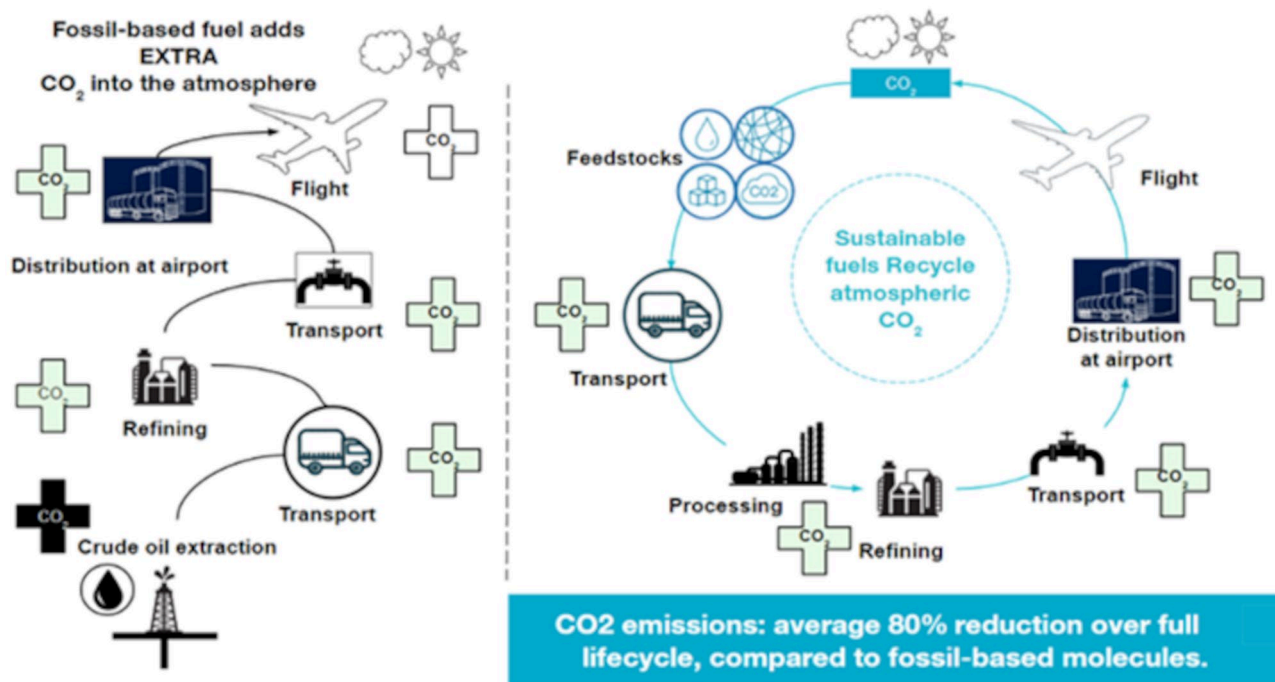 Fossil-based fuel adds
EXTRA
CO₂ into the atmosphere
CO₂
CO₂
Flight
Distribution at airport
CO₂
Transport
CO₂
Refining
CO₂
CO₂
Transport
Crude oil extraction
CO₂
Feedstocks
CO2
Flight
Sustainable
fuels Recycle
atmospheric
CO₂
CO₂
CO₂
Distribution
at airport
Transport
Processing
CO₂
Refining
Transport
CO₂
CO2 emissions: average 80% reduction over full
lifecycle, compared to fossil-based molecules.